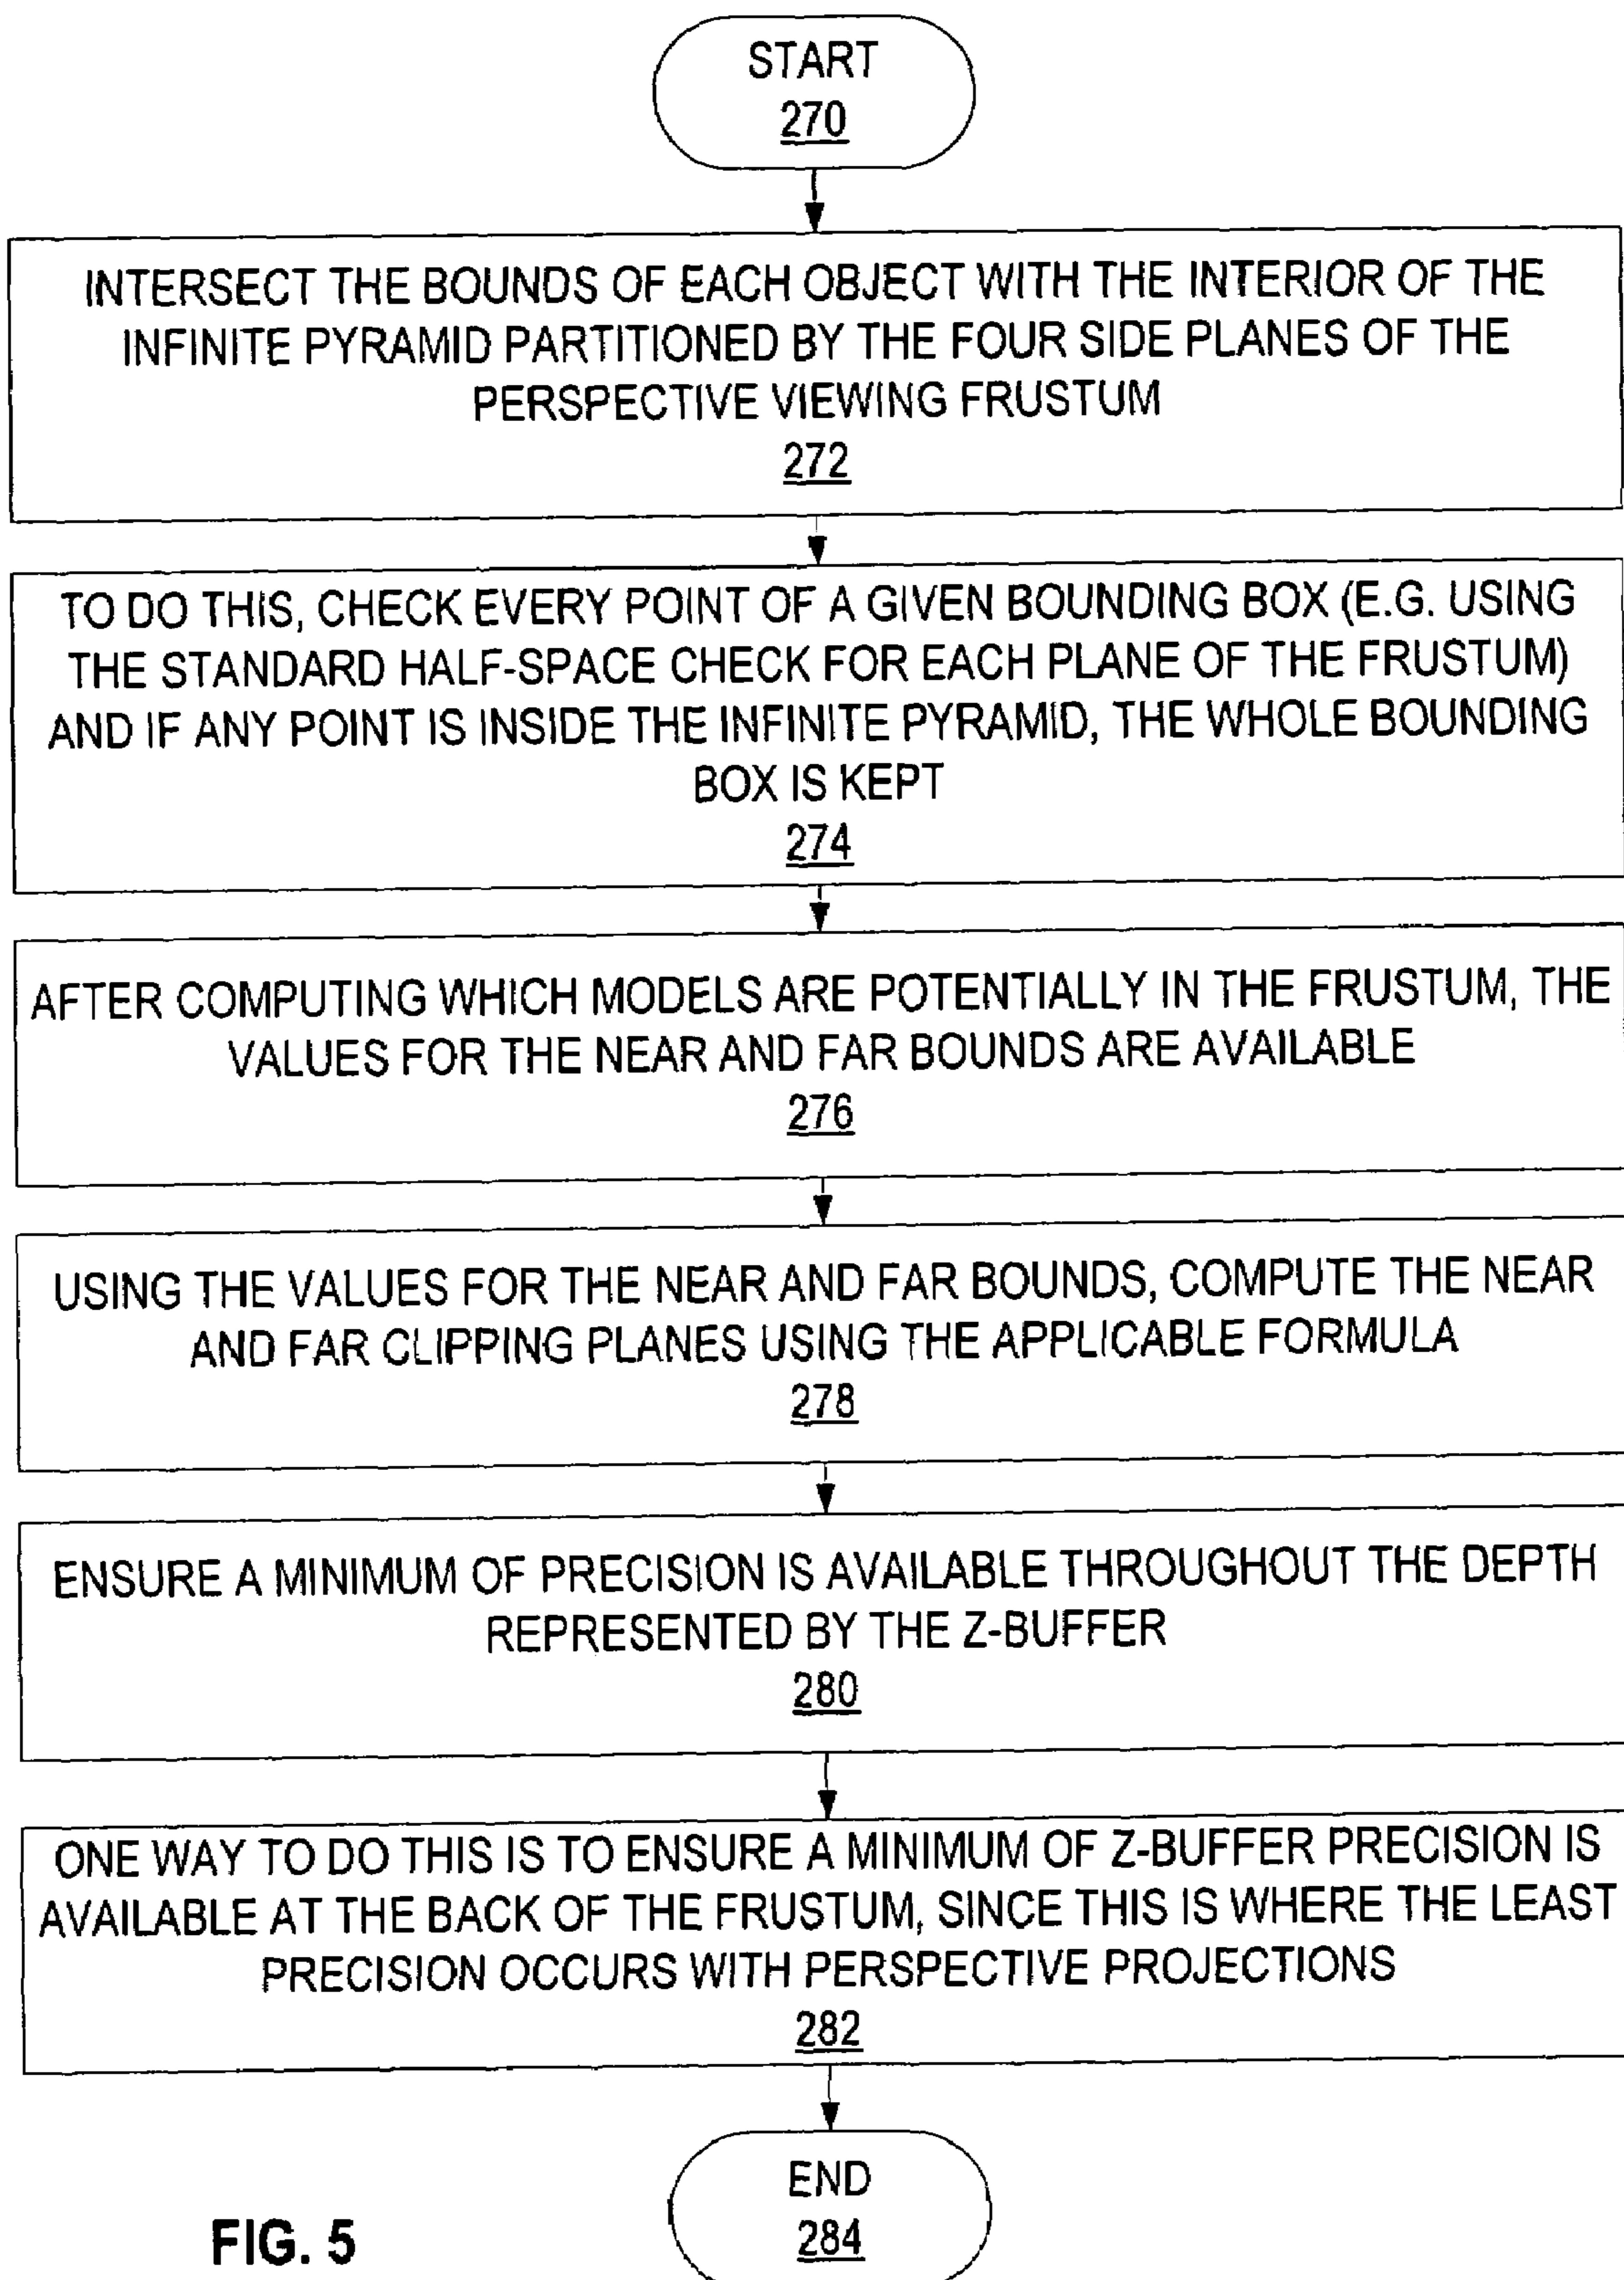 START
270
INTERSECT THE BOUNDS OF EACH OBJECT WITH THE INTERIOR OF THE
INFINITE PYRAMID PARTITIONED BY THE FOUR SIDE PLANES OF THE
PERSPECTIVE VIEWING FRUSTUM
272
TO DO THIS, CHECK EVERY POINT OF A GIVEN BOUNDING BOX (E.G. USING
THE STANDARD HALF-SPACE CHECK FOR EACH PLANE OF THE FRUSTUM)
AND IF ANY POINT IS INSIDE THE INFINITE PYRAMID, THE WHOLE BOUNDING
BOX IS KEPT
274
AFTER COMPUTING WHICH MODELS ARE POTENTIALLY IN THE FRUSTUM, THE
VALUES FOR THE NEAR AND FAR BOUNDS ARE AVAILABLE
276
USING THE VALUES FOR THE NEAR AND FAR BOUNDS, COMPUTE THE NEAR
AND FAR CLIPPING PLANES USING THE APPLICABLE FORMULA
278
ENSURE A MINIMUM OF PRECISION IS AVAILABLE THROUGHOUT THE DEPTH
REPRESENTED BY THE Z-BUFFER
280
ONE WAY TO DO THIS IS TO ENSURE A MINIMUM OF Z-BUFFER PRECISION IS
AVAILABLE AT THE BACK OF THE FRUSTUM, SINCE THIS IS WHERE THE LEAST
PRECISION OCCURS WITH PERSPECTIVE PROJECTIONS
282
END
284
FIG. 5